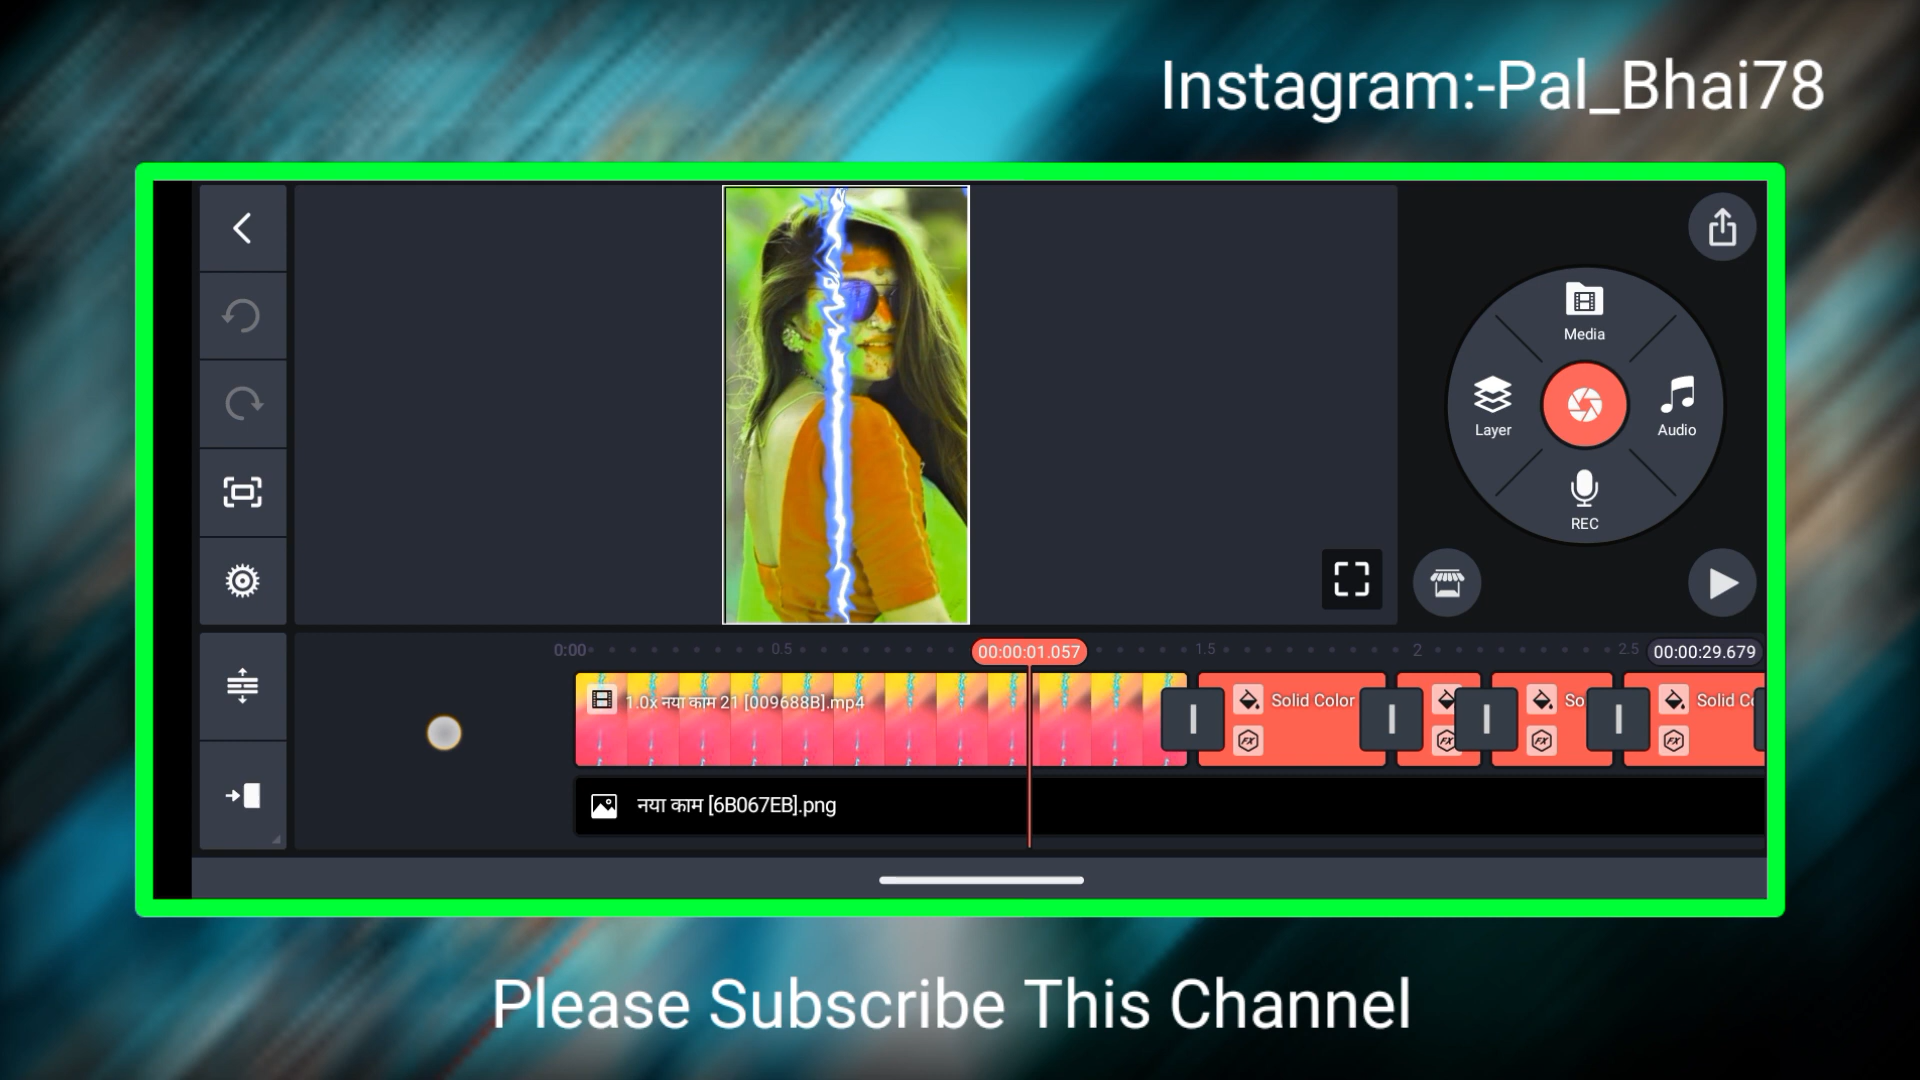 Instagram:-Pal_Bhai78
Media
Layer
Audio
REC
0:00
0.5
00:00:01.057
1.5
2
2.5
00:00:29.679
1.0x नया काम 21 [009688B].mp4
Solid Color
So
Solid C
नया काम [6B067EB].png
Please Subscribe This Channel